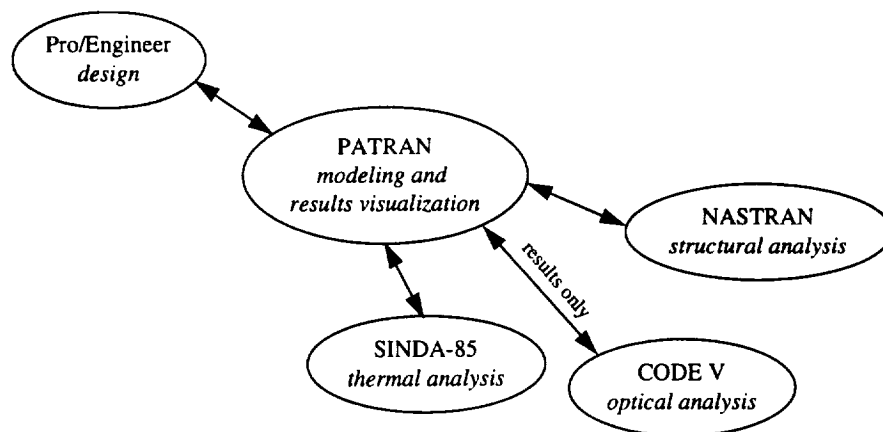 Pro/Engineer
design
PATRAN
modeling and
results visualization
NASTRAN
structural analysis
results only
SINDA-85
thermal analysis
CODE V
optical analysis